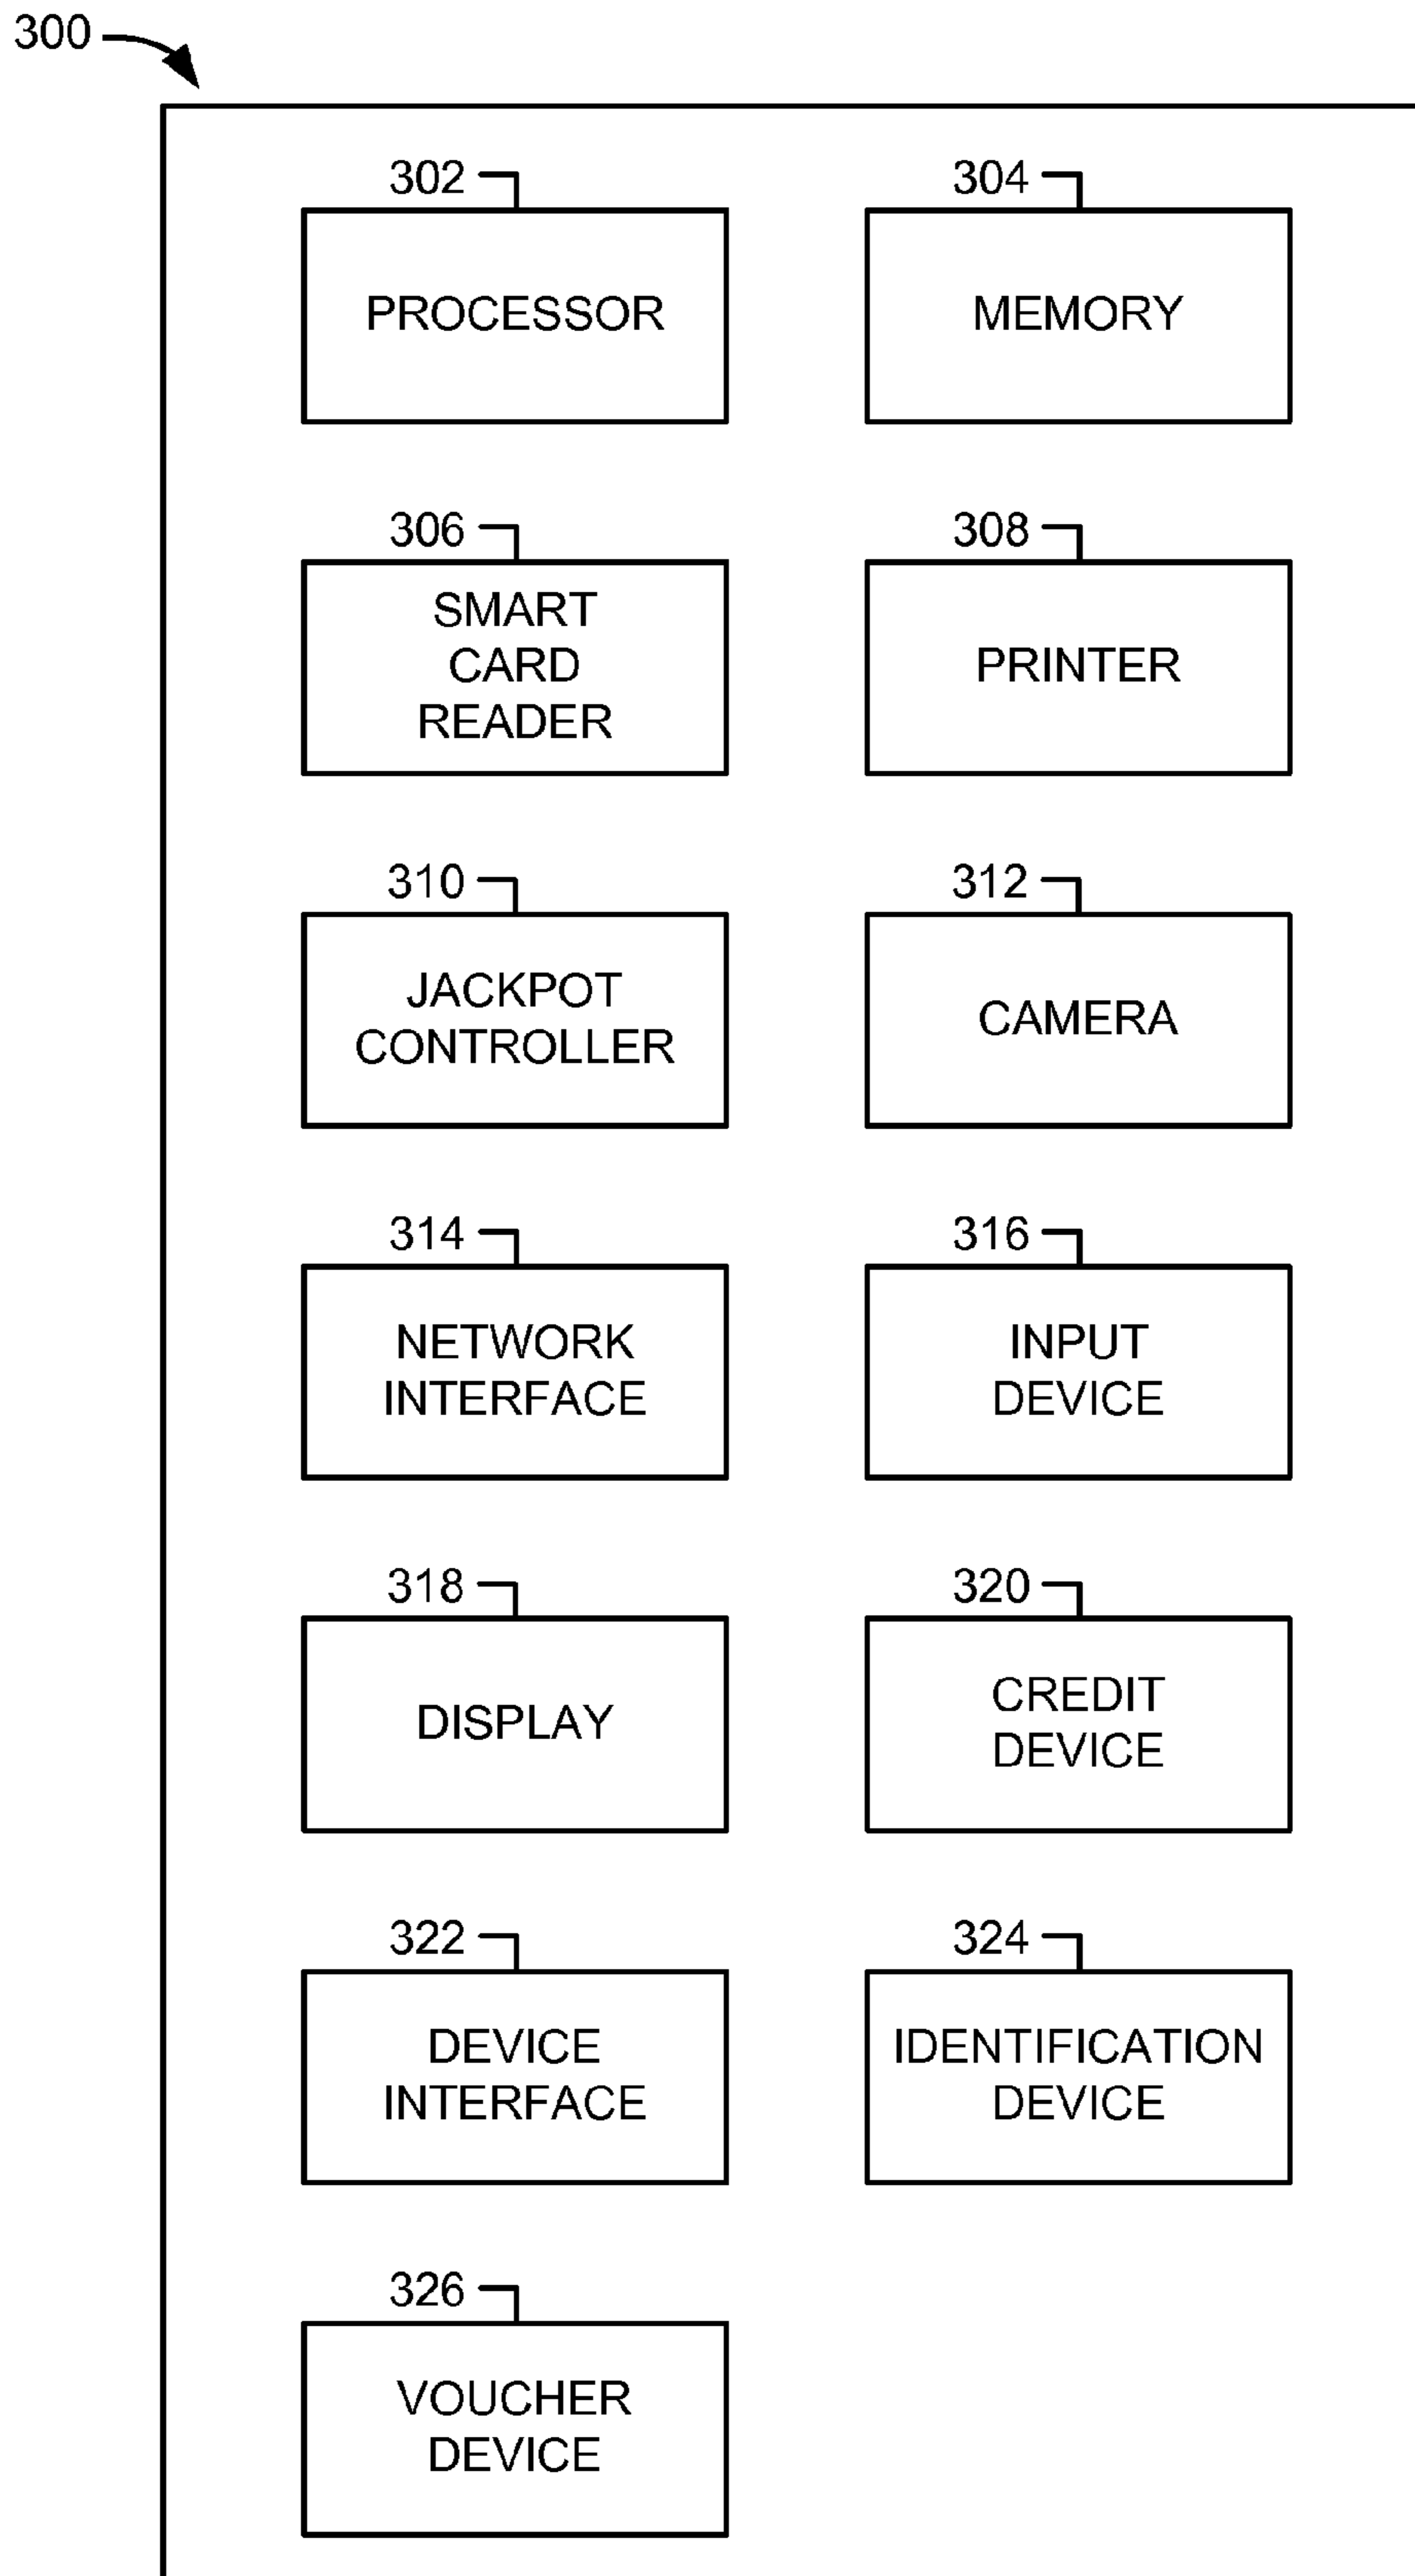 300
302
304
PROCESSOR
MEMORY
306
308
SMART
CARD
READER
PRINTER
310
312
JACKPOT
CONTROLLER
CAMERA
314
316
NETWORK
INTERFACE
INPUT
DEVICE
318
320
DISPLAY
CREDIT
DEVICE
322
324
DEVICE
INTERFACE
IDENTIFICATION
DEVICE
326
VOUCHER
DEVICE